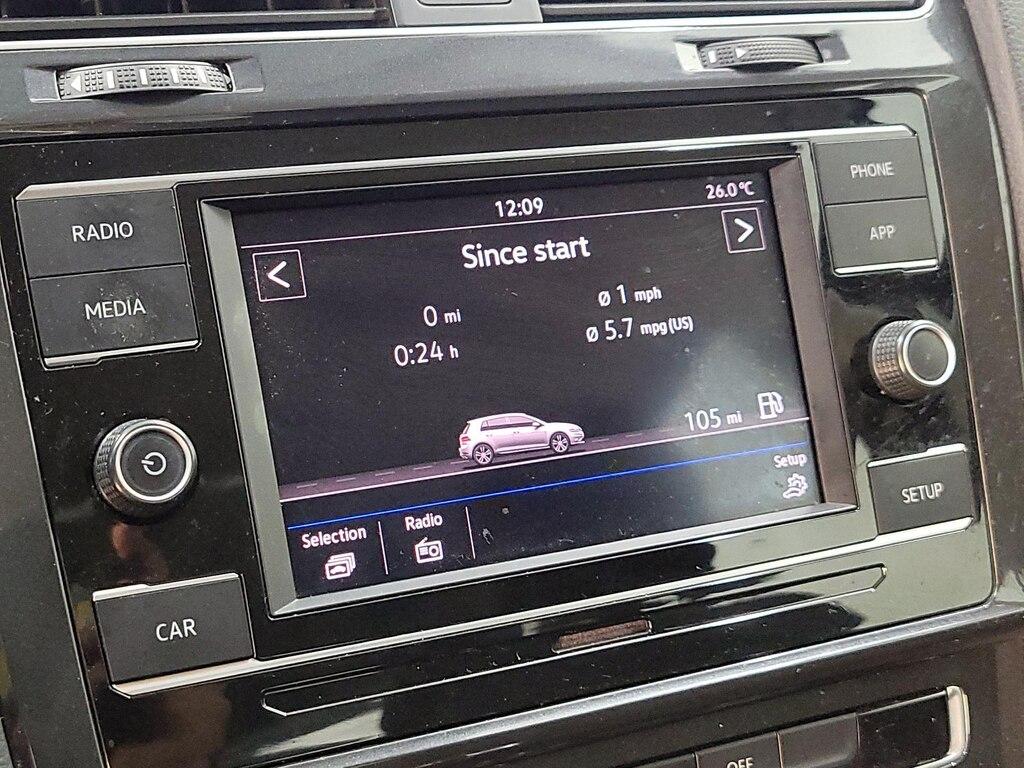 RADIO
MEDIA
CAR
PHONE
APP
SETUP
12:09
26.0°C
<
Since start
>
0 mi
ø 1 mph
0:24 h
ø 5.7 mpg (US)
105 mi
Setup
Selection
Radio
OFF